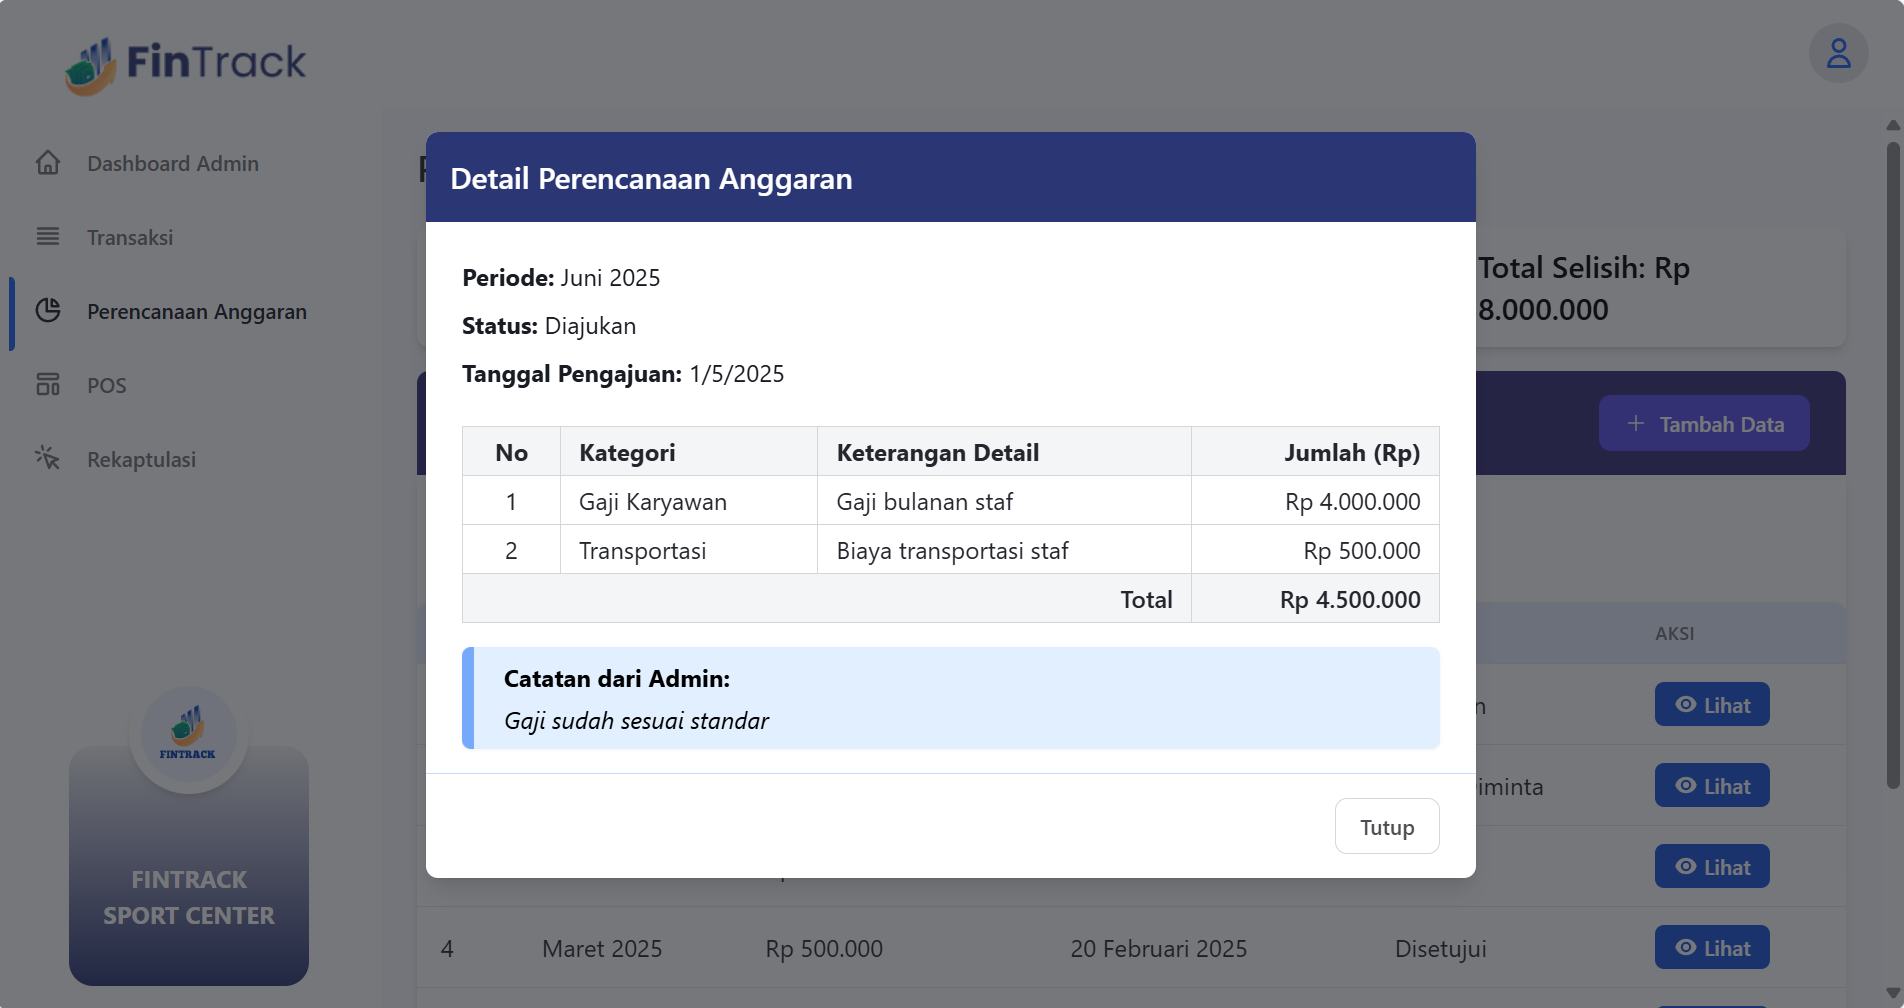 FinTrack
Dashboard Admin
Transaksi
Perencanaan Anggaran
POS
Rekaptulasi
FINTRACK
FINTRACK
SPORT CENTER
Total Selisih: Rp
8.000.000
+ Tambah Data
Detail Perencanaan Anggaran
Periode: Juni 2025
Status: Diajukan
Tanggal Pengajuan: 1/5/2025
No Kategori Keterangan Detail Jumlah (Rp)
1 Gaji Karyawan Gaji bulanan staf Rp 4.000.000
2 Transportasi Biaya transportasi staf Rp 500.000
Total Rp 4.500.000
Catatan dari Admin:
Gaji sudah sesuai standar
Tutup
AKSI
Lihat
iminta Lihat
Lihat
4 Maret 2025 Rp 500.000 20 Februari 2025 Disetujui Lihat